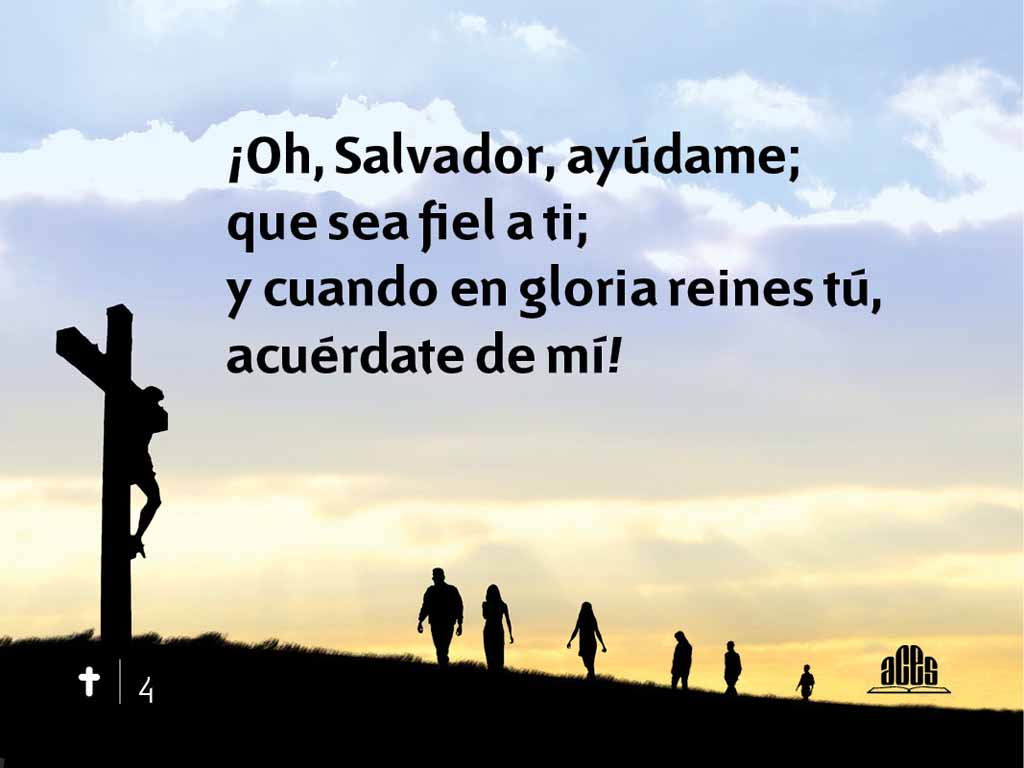 ¡Oh, Salvador, ayúdame;
que sea fiel a ti;
y cuando en gloria reines tú,
acuérdate de mí!
4
aces